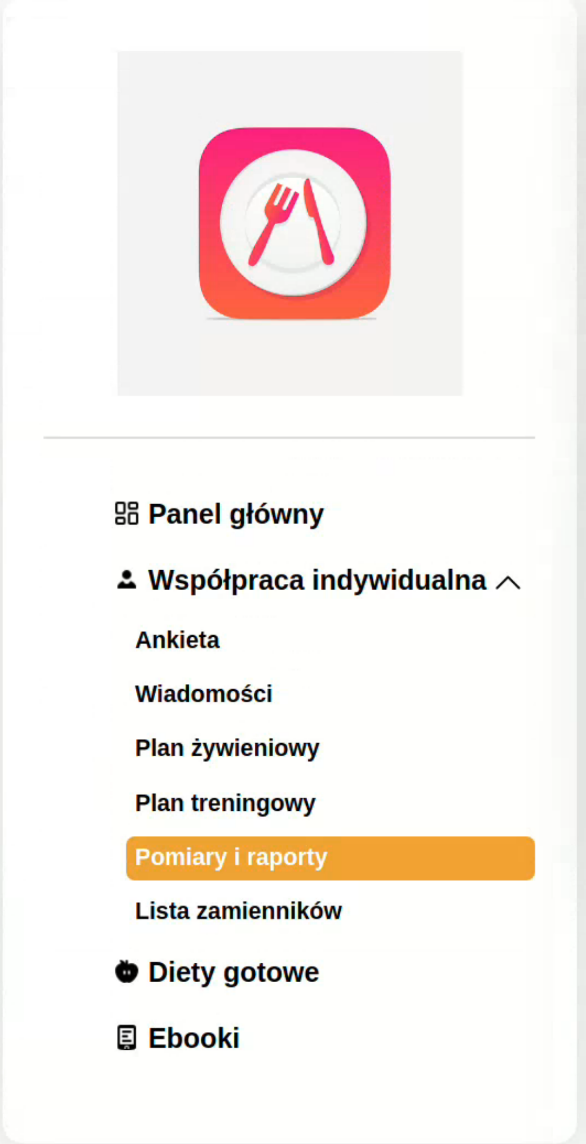 Panel główny
Współpraca indywidualna
Ankieta
Wiadomości
Plan żywieniowy
Plan treningowy
Pomiary i raporty
Lista zamienników
Diety gotowe
Ebooki